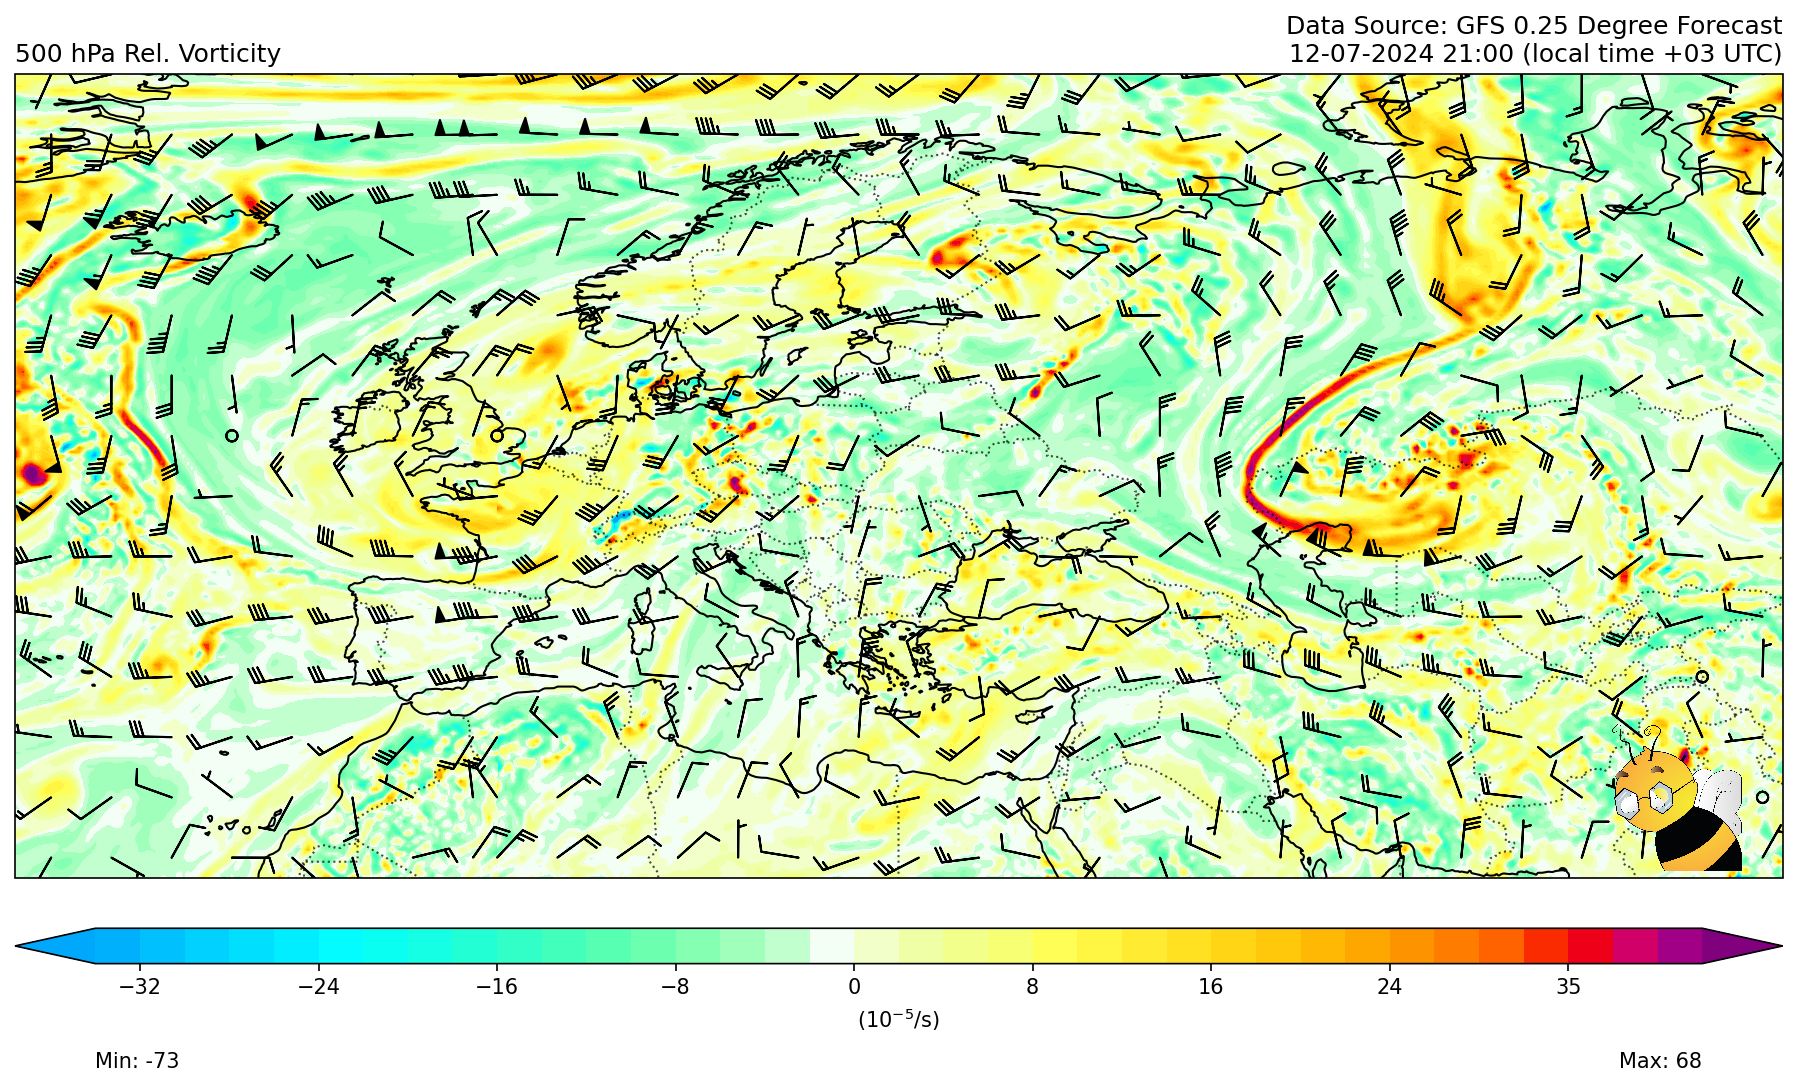 Data Source: GFS 0.25 Degree Forecast
500 hPa Rel. Vorticity
12-07-2024 21:00 (local time +03 UTC)
−32 −24 −16 −8 0 8 16 24 35
(10⁻⁵/s)
Min: -73
Max: 68